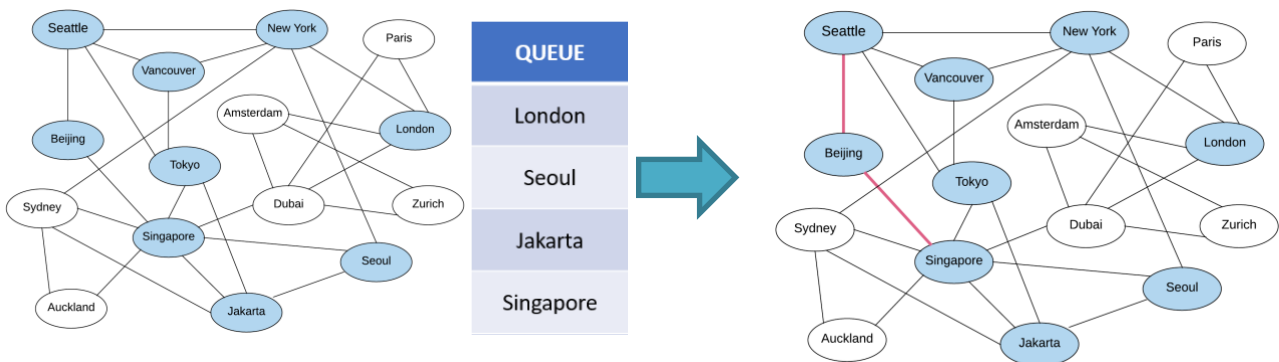 Seattle
New York
Paris
Vancouver
Amsterdam
London
Beijing
Tokyo
Sydney
Dubai
Zurich
Singapore
Seoul
Auckland
Jakarta
QUEUE
London
Seoul
Jakarta
Singapore
Seattle
New York
Paris
Vancouver
Amsterdam
London
Beijing
Tokyo
Sydney
Dubai
Zurich
Singapore
Seoul
Auckland
Jakarta